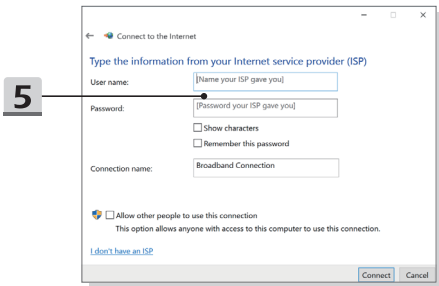 Connect to the Internet
Type the information from your Internet service provider (ISP)
User name: [Name your ISP gave you]
5
Password: [Password your ISP gave you]
Show characters
Remember this password
Connection name: Broadband Connection
Allow other people to use this connection
This option allows anyone with access to this computer to use this connection.
I don't have an ISP
Connect Cancel